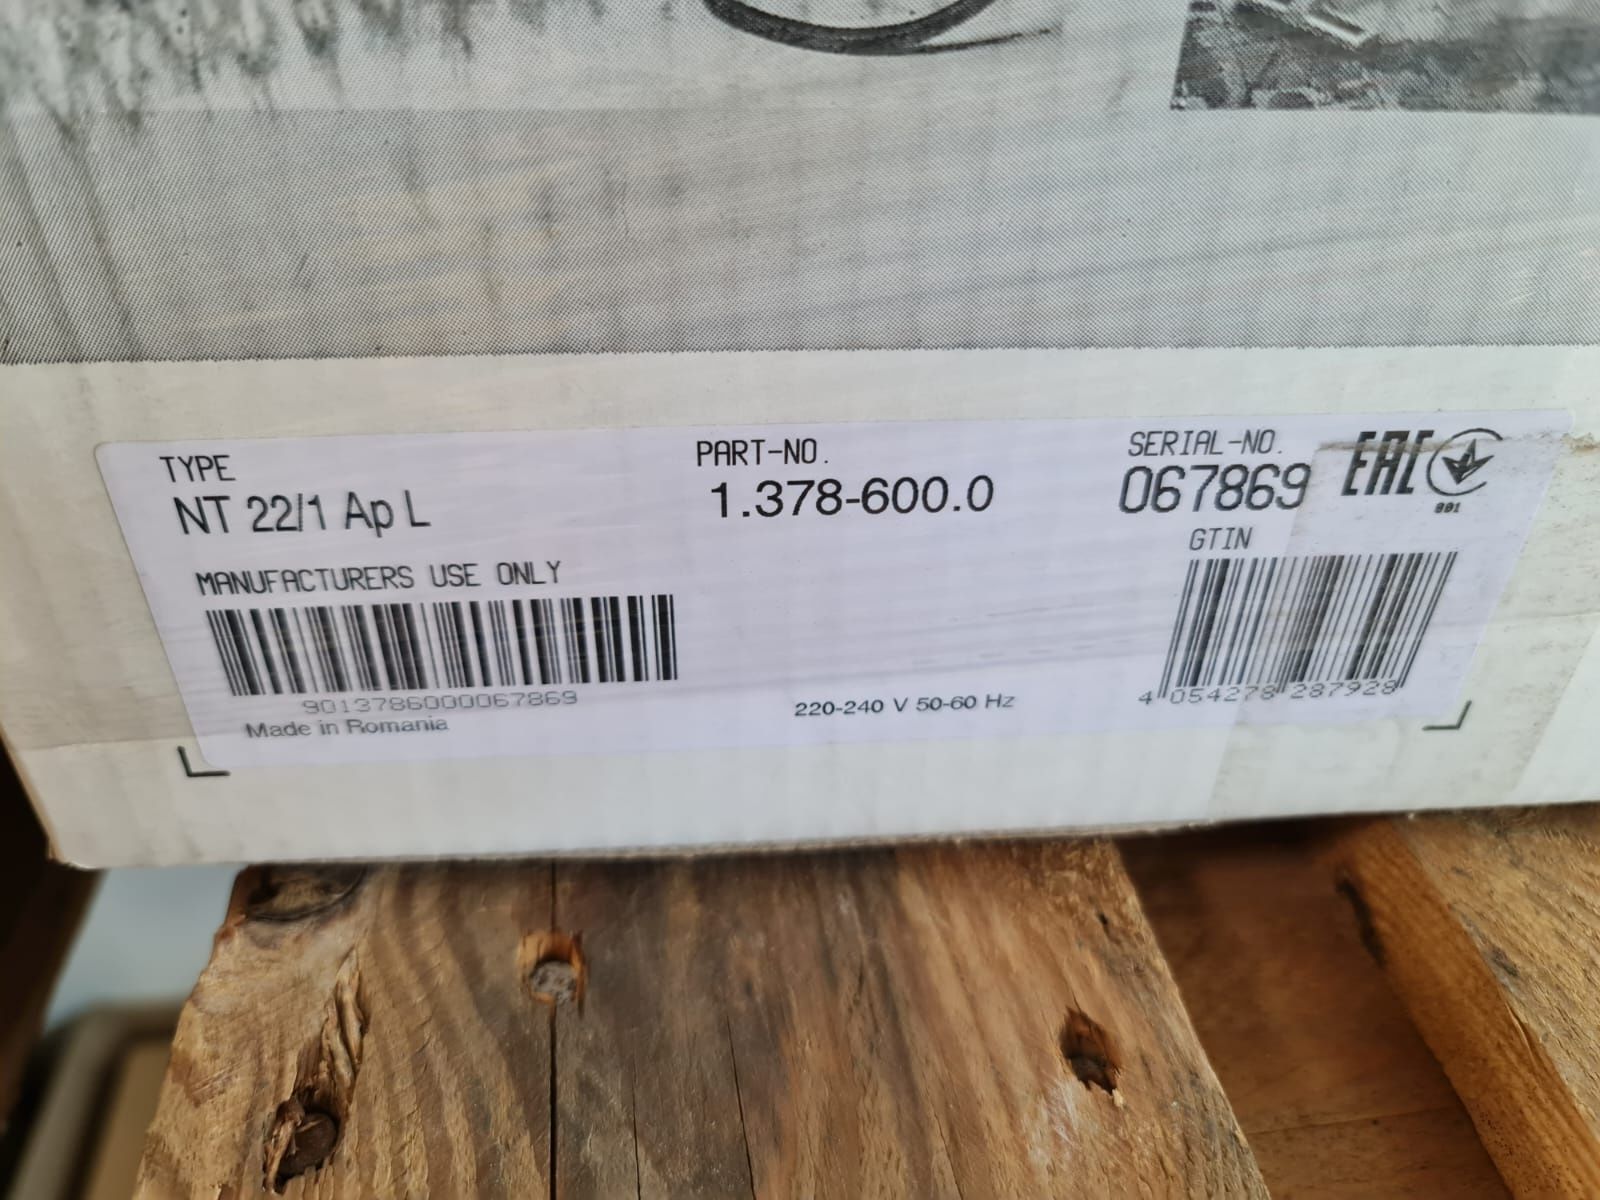 TYPE
NT 22/1 Ap L
PART-NO.
1.378-600.0
SERIAL-NO.
067869
EAC
001
MANUFACTURERS USE ONLY
9013786000067869
Made in Romania
220-240 V 50-60 Hz
GTIN
4 054278 287928